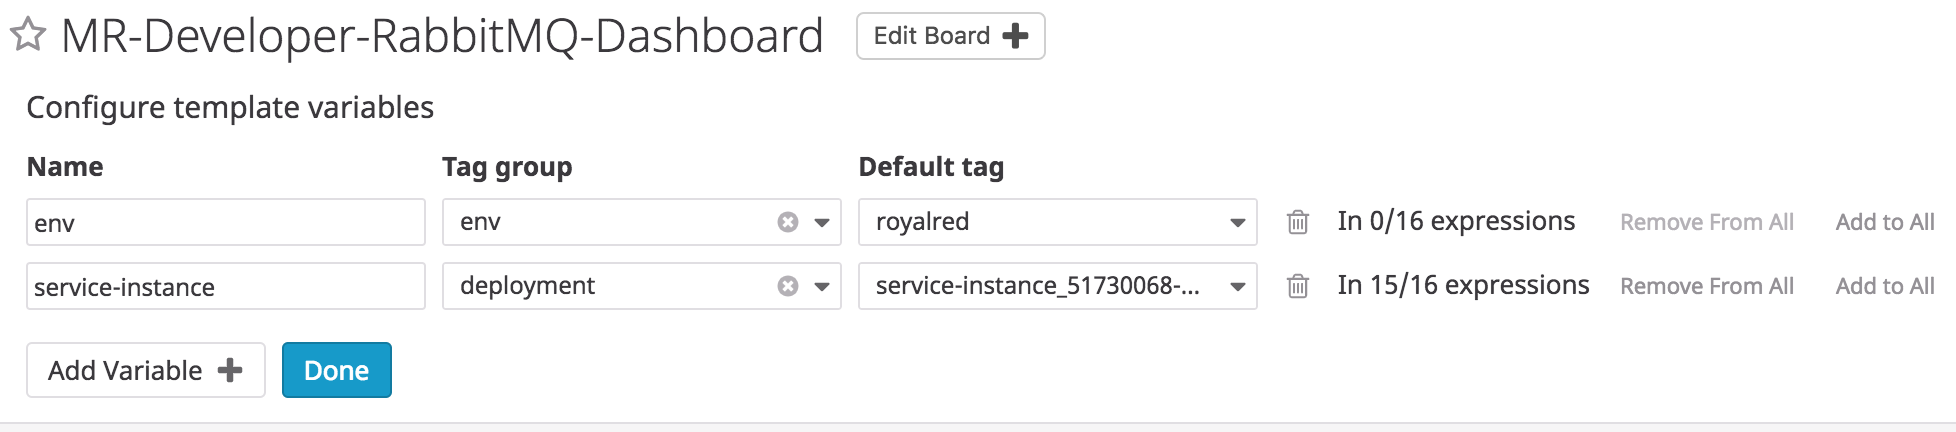 MR-Developer-RabbitMQ-Dashboard Edit Board
Configure template variables
Name Tag group Default tag
env env royalred In 0/16 expressions Remove From All Add to All
service-instance deployment service-instance_51730068-... In 15/16 expressions Remove From All Add to All
Add Variable Done